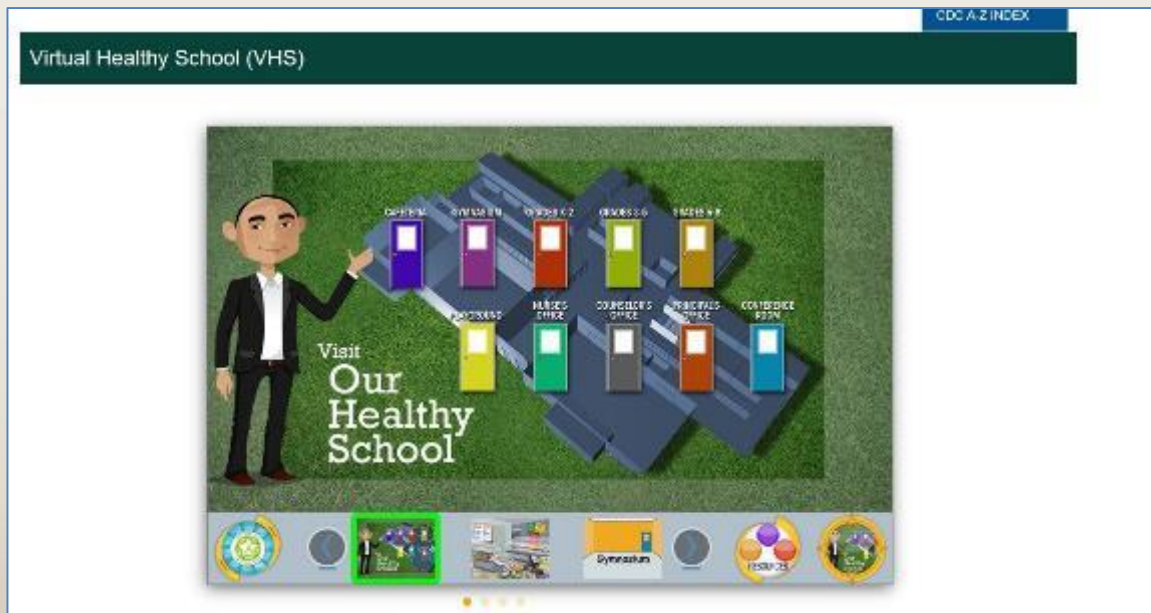 CDC A-Z INDEX
Virtual Healthy School (VHS)
CAFETERIA GYMNASIUM GRADES K-2 GRADES 3-5 GRADES 6-8
PLAYGROUND
NURSE'S
OFFICE
COUNSELOR'S
OFFICE
PRINCIPAL'S
OFFICE
CONFERENCE
ROOM
Visit
Our
Healthy
School
Gymnasium
RESOURCES